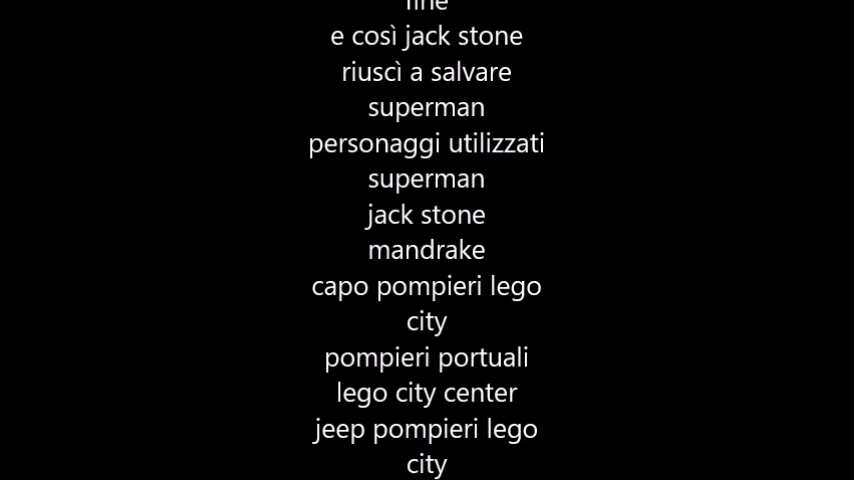 fine
e così jack stone
riuscì a salvare
superman
personaggi utilizzati
superman
jack stone
mandrake
capo pompieri lego
city
pompieri portuali
lego city center
jeep pompieri lego
city